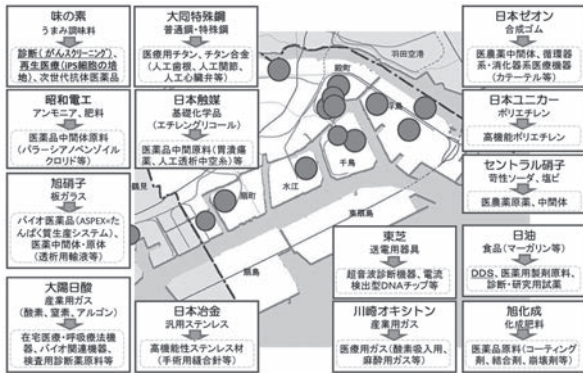 味の素
うまみ調味料
診断(がんスクリーニング)、
再生医療(iPS細胞の培
地)、次世代抗体医薬品
昭和電工
アンモニア、肥料
医薬品中間体原料
(パラーシアノベンゾイル
クロリド等)
旭硝子
板ガラス
バイオ医薬品(ASPEX=た
んぱく質生産システム)、
医薬中間体・原体
(透析用輸液等)
大陽日酸
産業用ガス
(酸素、窒素、アルゴン)
在宅医療・呼吸療法機
器、バイオ関連機器、
検査用診断薬原料等
大同特殊鋼
普通鋼・特殊鋼
医療用チタン、チタン合金
(人工歯根、人工関節、
人工心臓弁等)
日本触媒
基礎化学品
(エチレングリコール)
医薬品中間原料(胃潰瘍
薬、人工透析中空糸)等
日本冶金
汎用ステンレス
高機能性ステンレス材
(手術用縫合針等)
羽田空港
殿町
浮島
千鳥
水江
扇町
鶴見
東扇島
扇島
東芝
送電用器具
超音波診断機器、電流
検出型DNAチップ等
川崎オキシトン
産業用ガス
医療用ガス(酸素吸入用、
麻酔用ガス等)
日本ゼオン
合成ゴム
医農薬中間体、循環器
系・消化器系医療機器
(カテーテル等)
日本ユニカー
ポリエチレン
高機能ポリエチレン
セントラル硝子
苛性ソーダ、塩ビ
医農薬原薬、中間体
日油
食品(マーガリン等)
DDS、医薬用製剤原料、
診断・研究用試薬
旭化成
化成肥料
医薬品原料(コーティング
剤、結合剤、崩壊剤等)